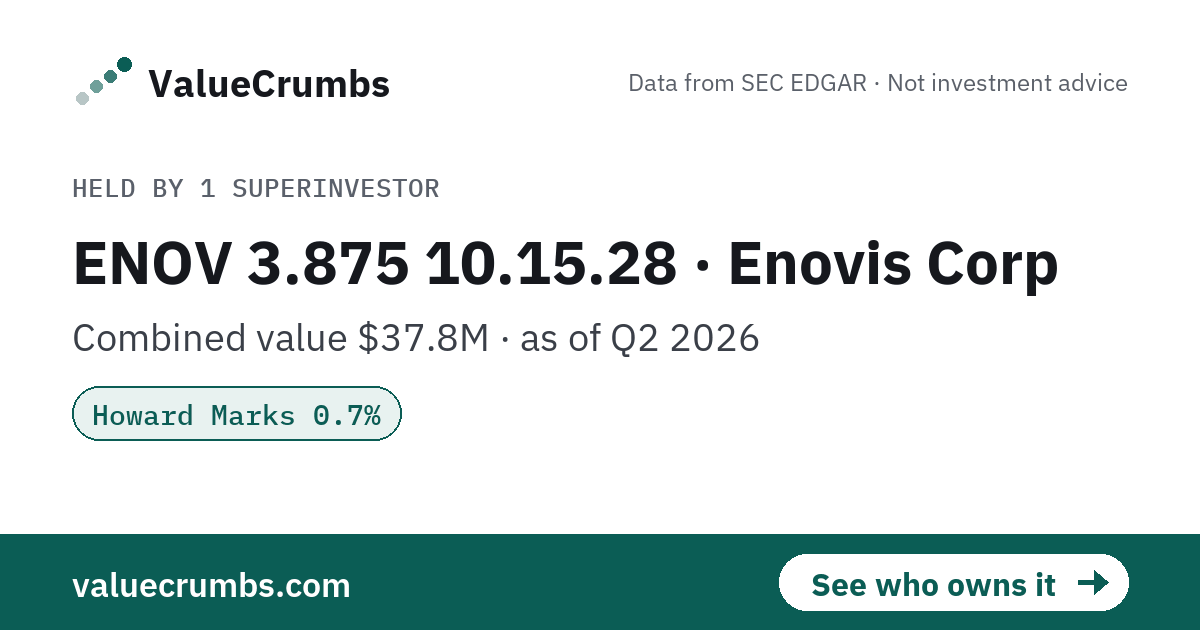 ValueCrumbs
Data from SEC EDGAR · Not investment advice
HELD BY 1 SUPERINVESTOR
ENOV 3.875 10.15.28 · Enovis Corp
Combined value $37.8M · as of Q2 2026
Howard Marks 0.7%
valuecrumbs.com
See who owns it →